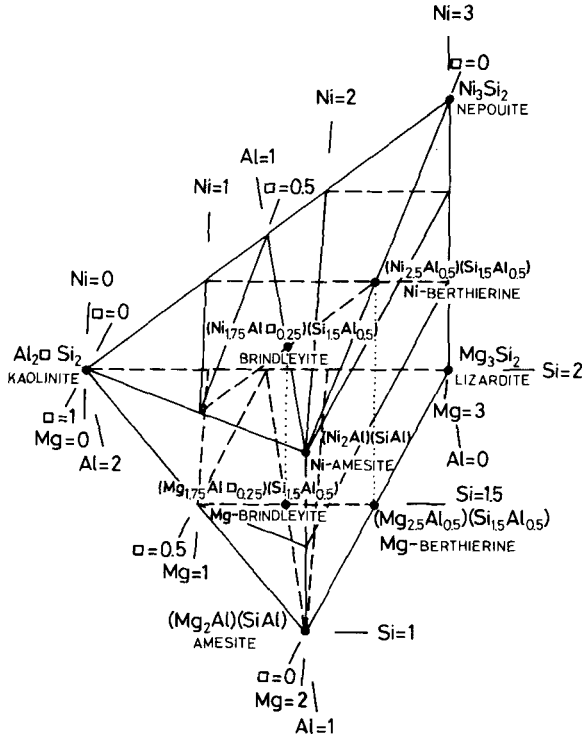 Ni=3
□=0
Ni₃Si₂
NEPOUITE
Ni=2
Al=1
□=0.5
Ni=1
(Ni₂.₅Al₀.₅)(Si₁.₅Al₀.₅)
Ni-BERTHIERINE
Ni=0
□=0
(Ni₁.₇₅Al□₀.₂₅)(Si₁.₅Al₀.₅)
BRINDLEYITE
Al₂□ Si₂
KAOLINITE
Mg₃Si₂
LIZARDITE
Si=2
□=1
Mg=0
Al=2
Mg=3
Al=0
(Ni₂Al)(SiAl)
Ni-AMESITE
(Mg₁.₇₅Al□₀.₂₅)(Si₁.₅Al₀.₅)
Mg-BRINDLEYITE
Si=1.5
(Mg₂.₅Al₀.₅)(Si₁.₅Al₀.₅)
Mg-BERTHIERINE
□=0.5
Mg=1
(Mg₂Al)(SiAl)
AMESITE
Si=1
□=0
Mg=2
Al=1